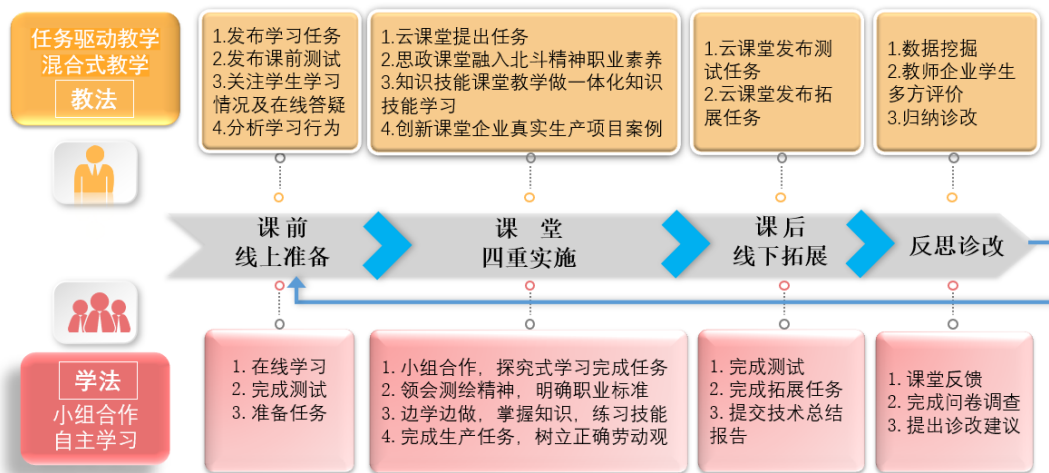 任务驱动教学
混合式教学
教法
1.发布学习任务
2.发布课前测试
3.关注学生学习
情况及在线答疑
4.分析学习行为
1.云课堂提出任务
2.思政课堂融入北斗精神职业素养
3.知识技能课堂教学做一体化知识
技能学习
4.创新课堂企业真实生产项目案例
1.云课堂发布测
试任务
2.云课堂发布拓
展任务
1.数据挖掘
2.教师企业学生
多方评价
3.归纳诊改
课前
线上准备
课 堂
四重实施
课后
线下拓展
反思诊改
学法
小组合作
自主学习
1. 在线学习
2. 完成测试
3. 准备任务
1. 小组合作，探究式学习完成任务
2. 领会测绘精神，明确职业标准
3. 边学边做，掌握知识，练习技能
4. 完成生产任务，树立正确劳动观
1. 完成测试
2. 完成拓展任务
3. 提交技术总结
报告
1. 课堂反馈
2. 完成问卷调查
3. 提出诊改建议